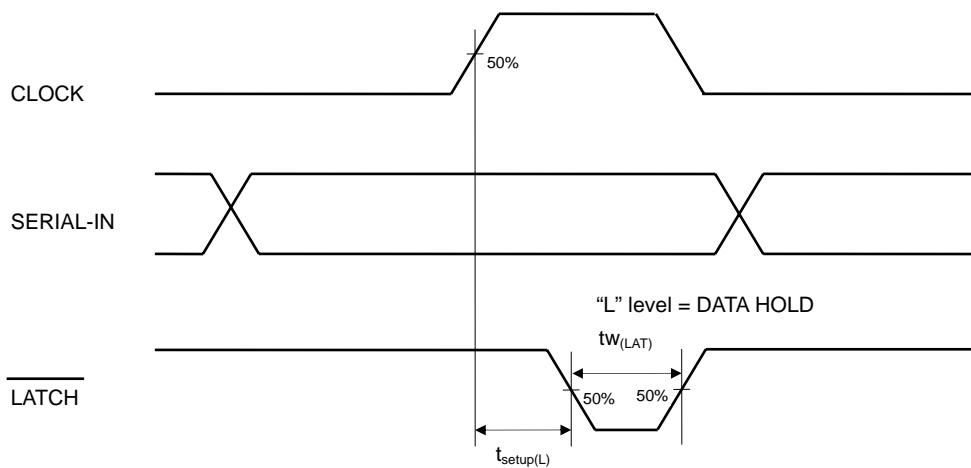 50%
CLOCK
SERIAL-IN
“L” level = DATA HOLD
tw(LAT)
50% 50%
LATCH
tsetup(L)